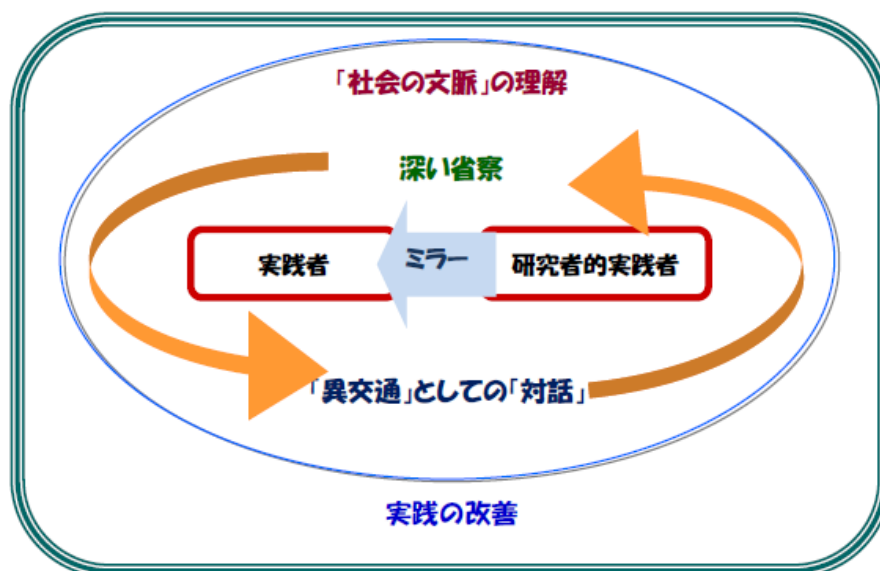 「社会の文脈」の理解
深い省察
実践者
ミラー
研究者的実践者
「異交通」としての「対話」
実践の改善